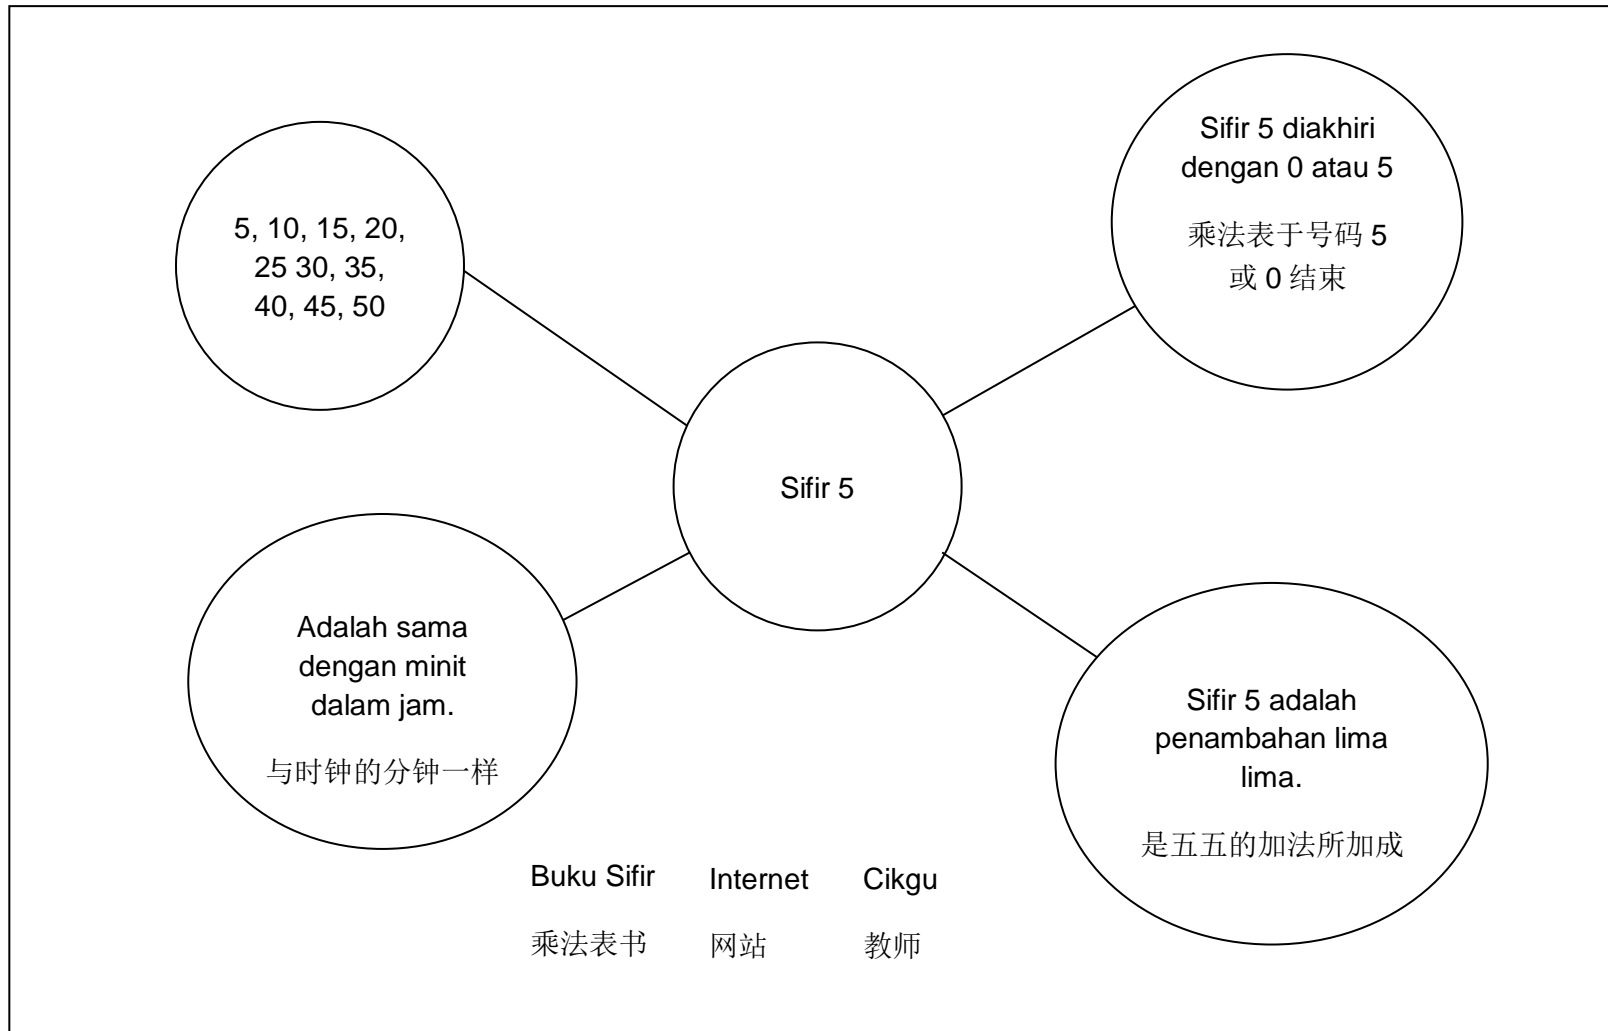 5, 10, 15, 20,
25 30, 35,
40, 45, 50
Sifir 5 diakhiri
dengan 0 atau 5
乘法表于号码 5
或 0 结束
Sifir 5
Adalah sama
dengan minit
dalam jam.
与时钟的分钟一样
Sifir 5 adalah
penambahan lima
lima.
是五五的加法所加成
Buku Sifir Internet Cikgu
乘法表书 网站 教师